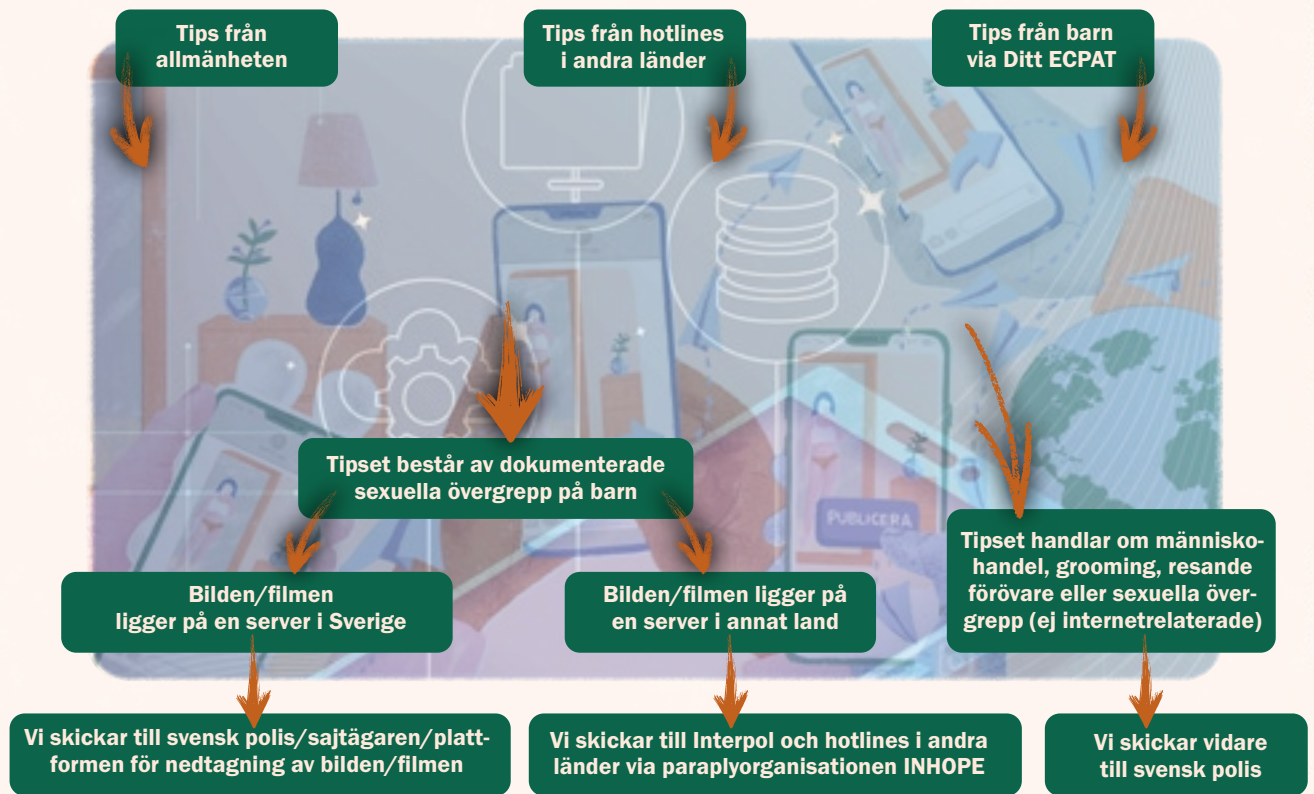 Tips från
allmänheten
Tips från hotlines
i andra länder
Tips från barn
via Ditt ECPAT
Tipset består av dokumenterade
sexuella övergrepp på barn
PUBLICERA
Tipset handlar om människo-
handel, grooming, resande
förövare eller sexuella över-
grepp (ej internetrelaterade)
Bilden/filmen
ligger på en server i Sverige
Bilden/filmen ligger på
en server i annat land
Vi skickar till svensk polis/sajtägaren/platt-
formen för nedtagning av bilden/filmen
Vi skickar till Interpol och hotlines i andra
länder via paraplyorganisationen INHOPE
Vi skickar vidare
till svensk polis